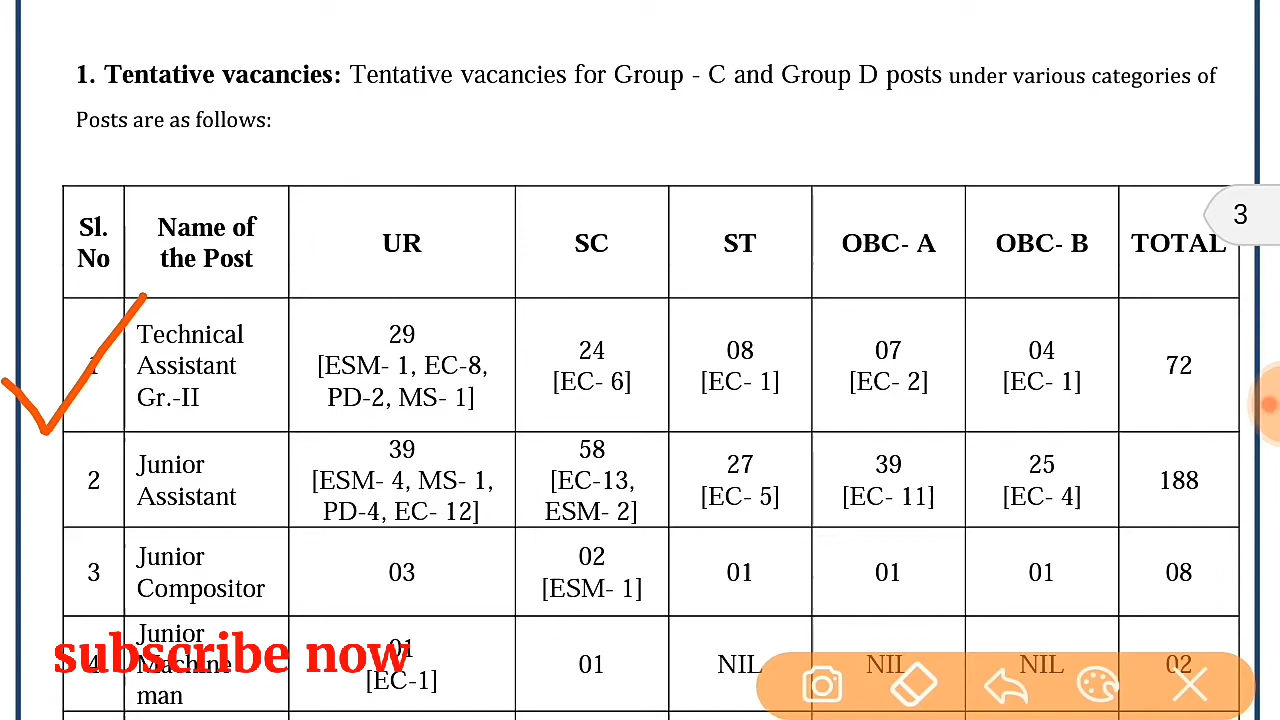 1. Tentative vacancies: Tentative vacancies for Group - C and Group D posts under various categories of
Posts are as follows:
3
Sl. No Name of the Post UR SC ST OBC- A OBC- B TOTAL
1 Technical Assistant Gr.-II 29 [ESM- 1, EC-8, PD-2, MS- 1] 24 [EC- 6] 08 [EC- 1] 07 [EC- 2] 04 [EC- 1] 72
2 Junior Assistant 39 [ESM- 4, MS- 1, PD-4, EC- 12] 58 [EC-13, ESM- 2] 27 [EC- 5] 39 [EC- 11] 25 [EC- 4] 188
3 Junior Compositor 03 02 [ESM- 1] 01 01 01 08
4 Junior Machine man 01 [EC-1] 01 NIL NIL NIL 02
subscribe now